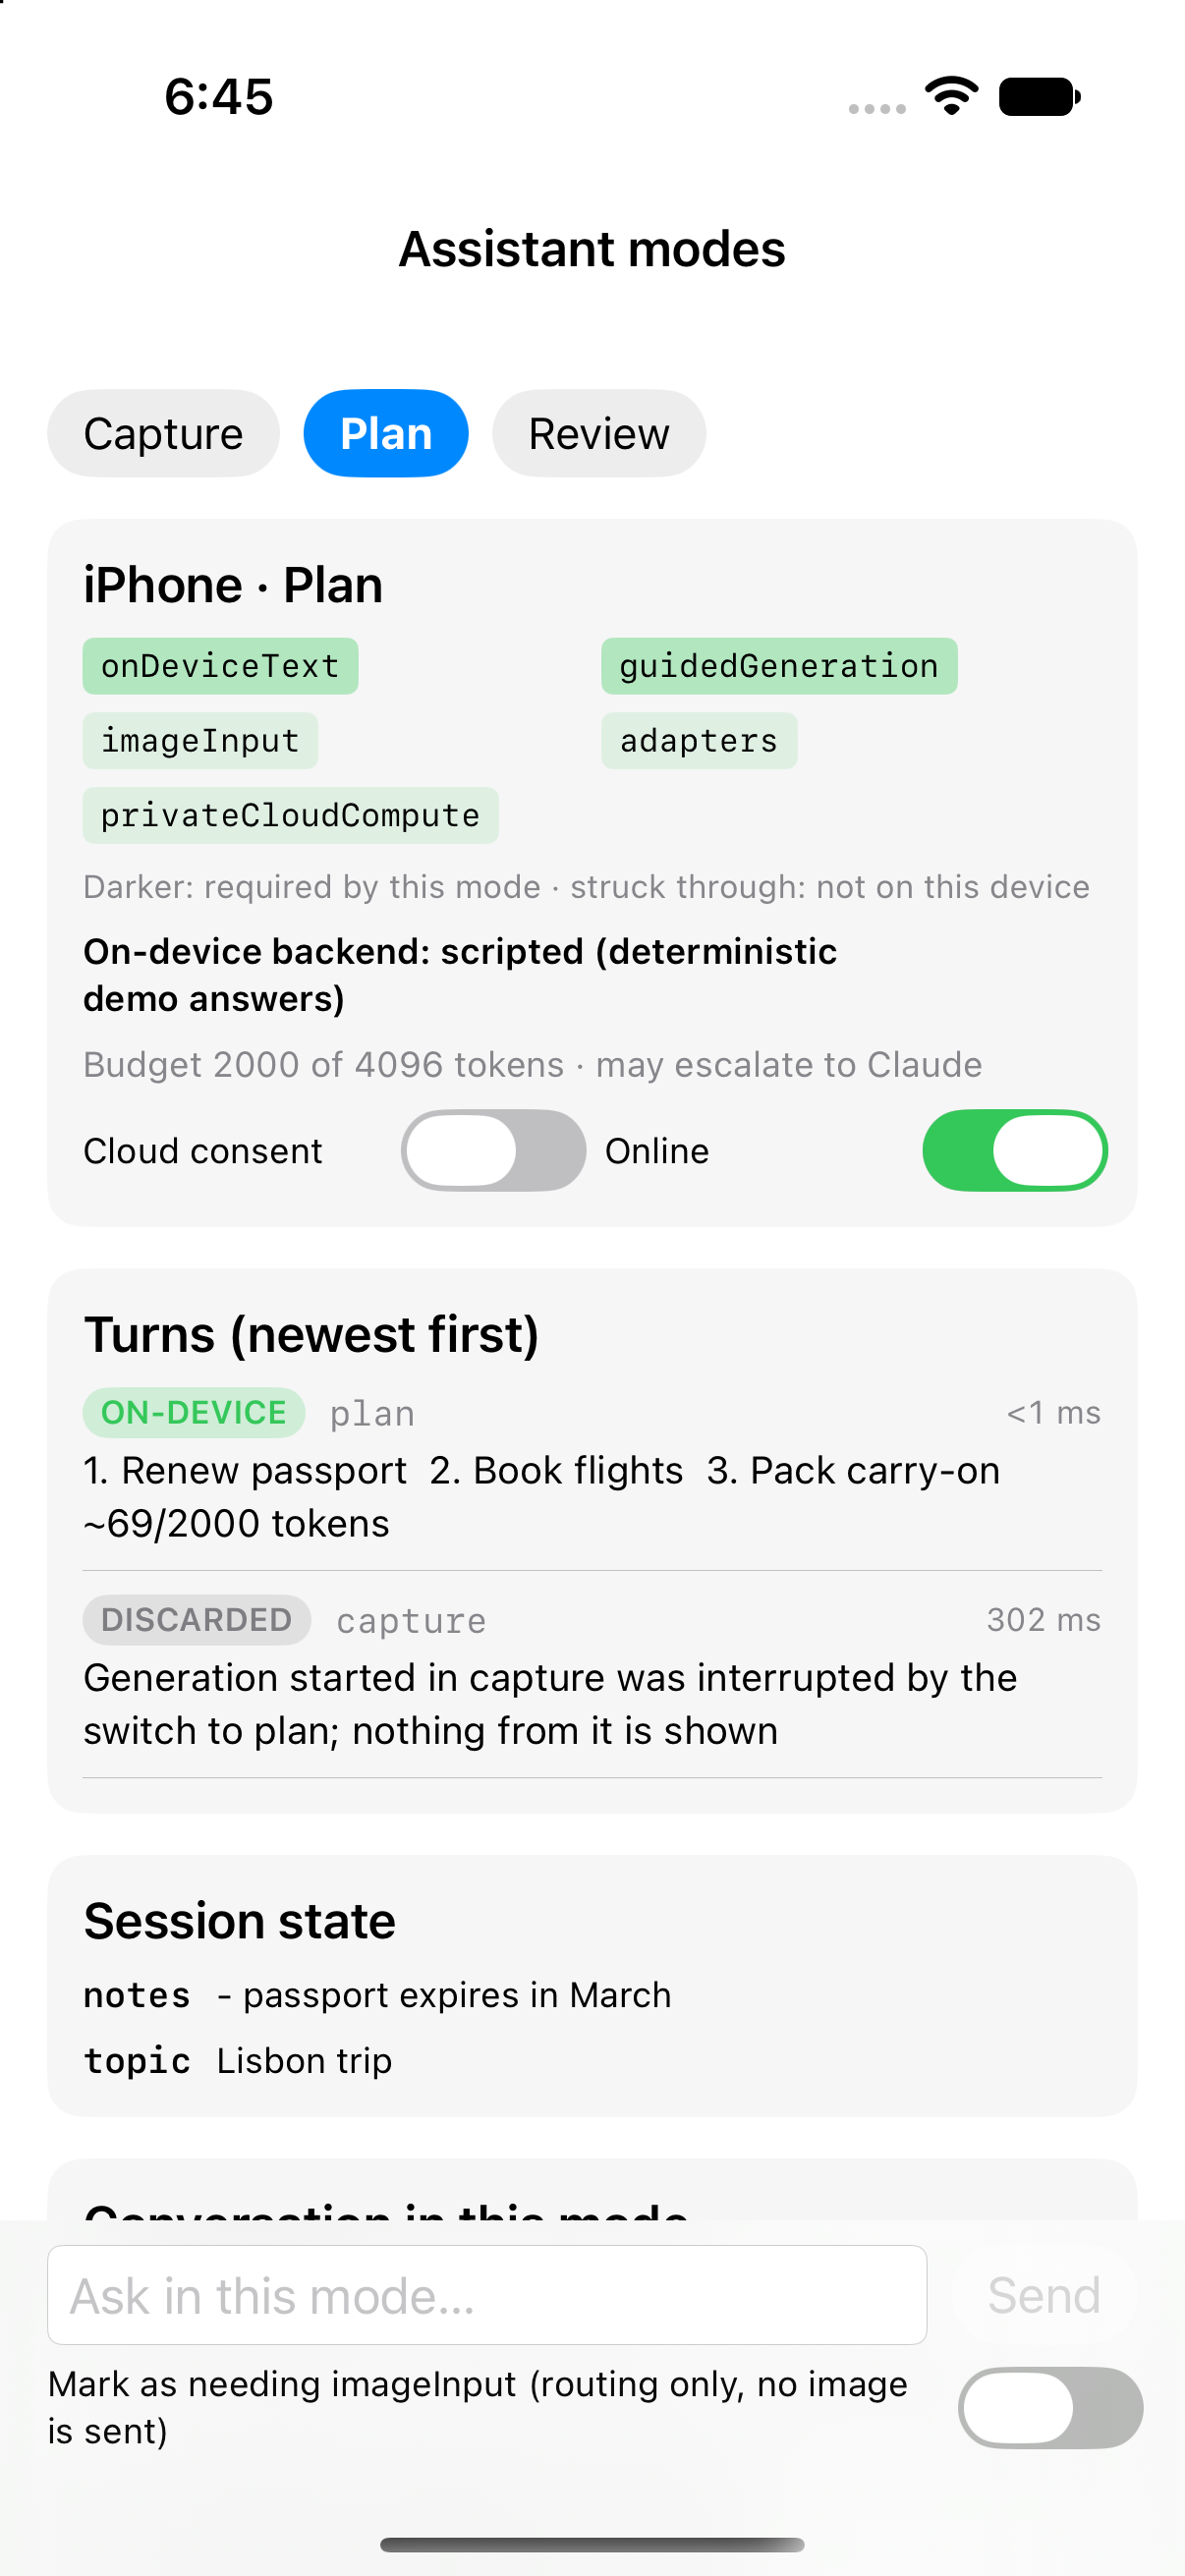 6:45
Assistant modes
Capture Plan Review
iPhone · Plan
onDeviceText guidedGeneration
imageInput adapters
privateCloudCompute
Darker: required by this mode · struck through: not on this device
On-device backend: scripted (deterministic
demo answers)
Budget 2000 of 4096 tokens · may escalate to Claude
Cloud consent Online
Turns (newest first)
ON-DEVICE plan <1 ms
1. Renew passport 2. Book flights 3. Pack carry-on
~69/2000 tokens
DISCARDED capture 302 ms
Generation started in capture was interrupted by the
switch to plan; nothing from it is shown
Session state
notes - passport expires in March
topic Lisbon trip
Conversation in this mode
Ask in this mode...
Send
Mark as needing imageInput (routing only, no image
is sent)